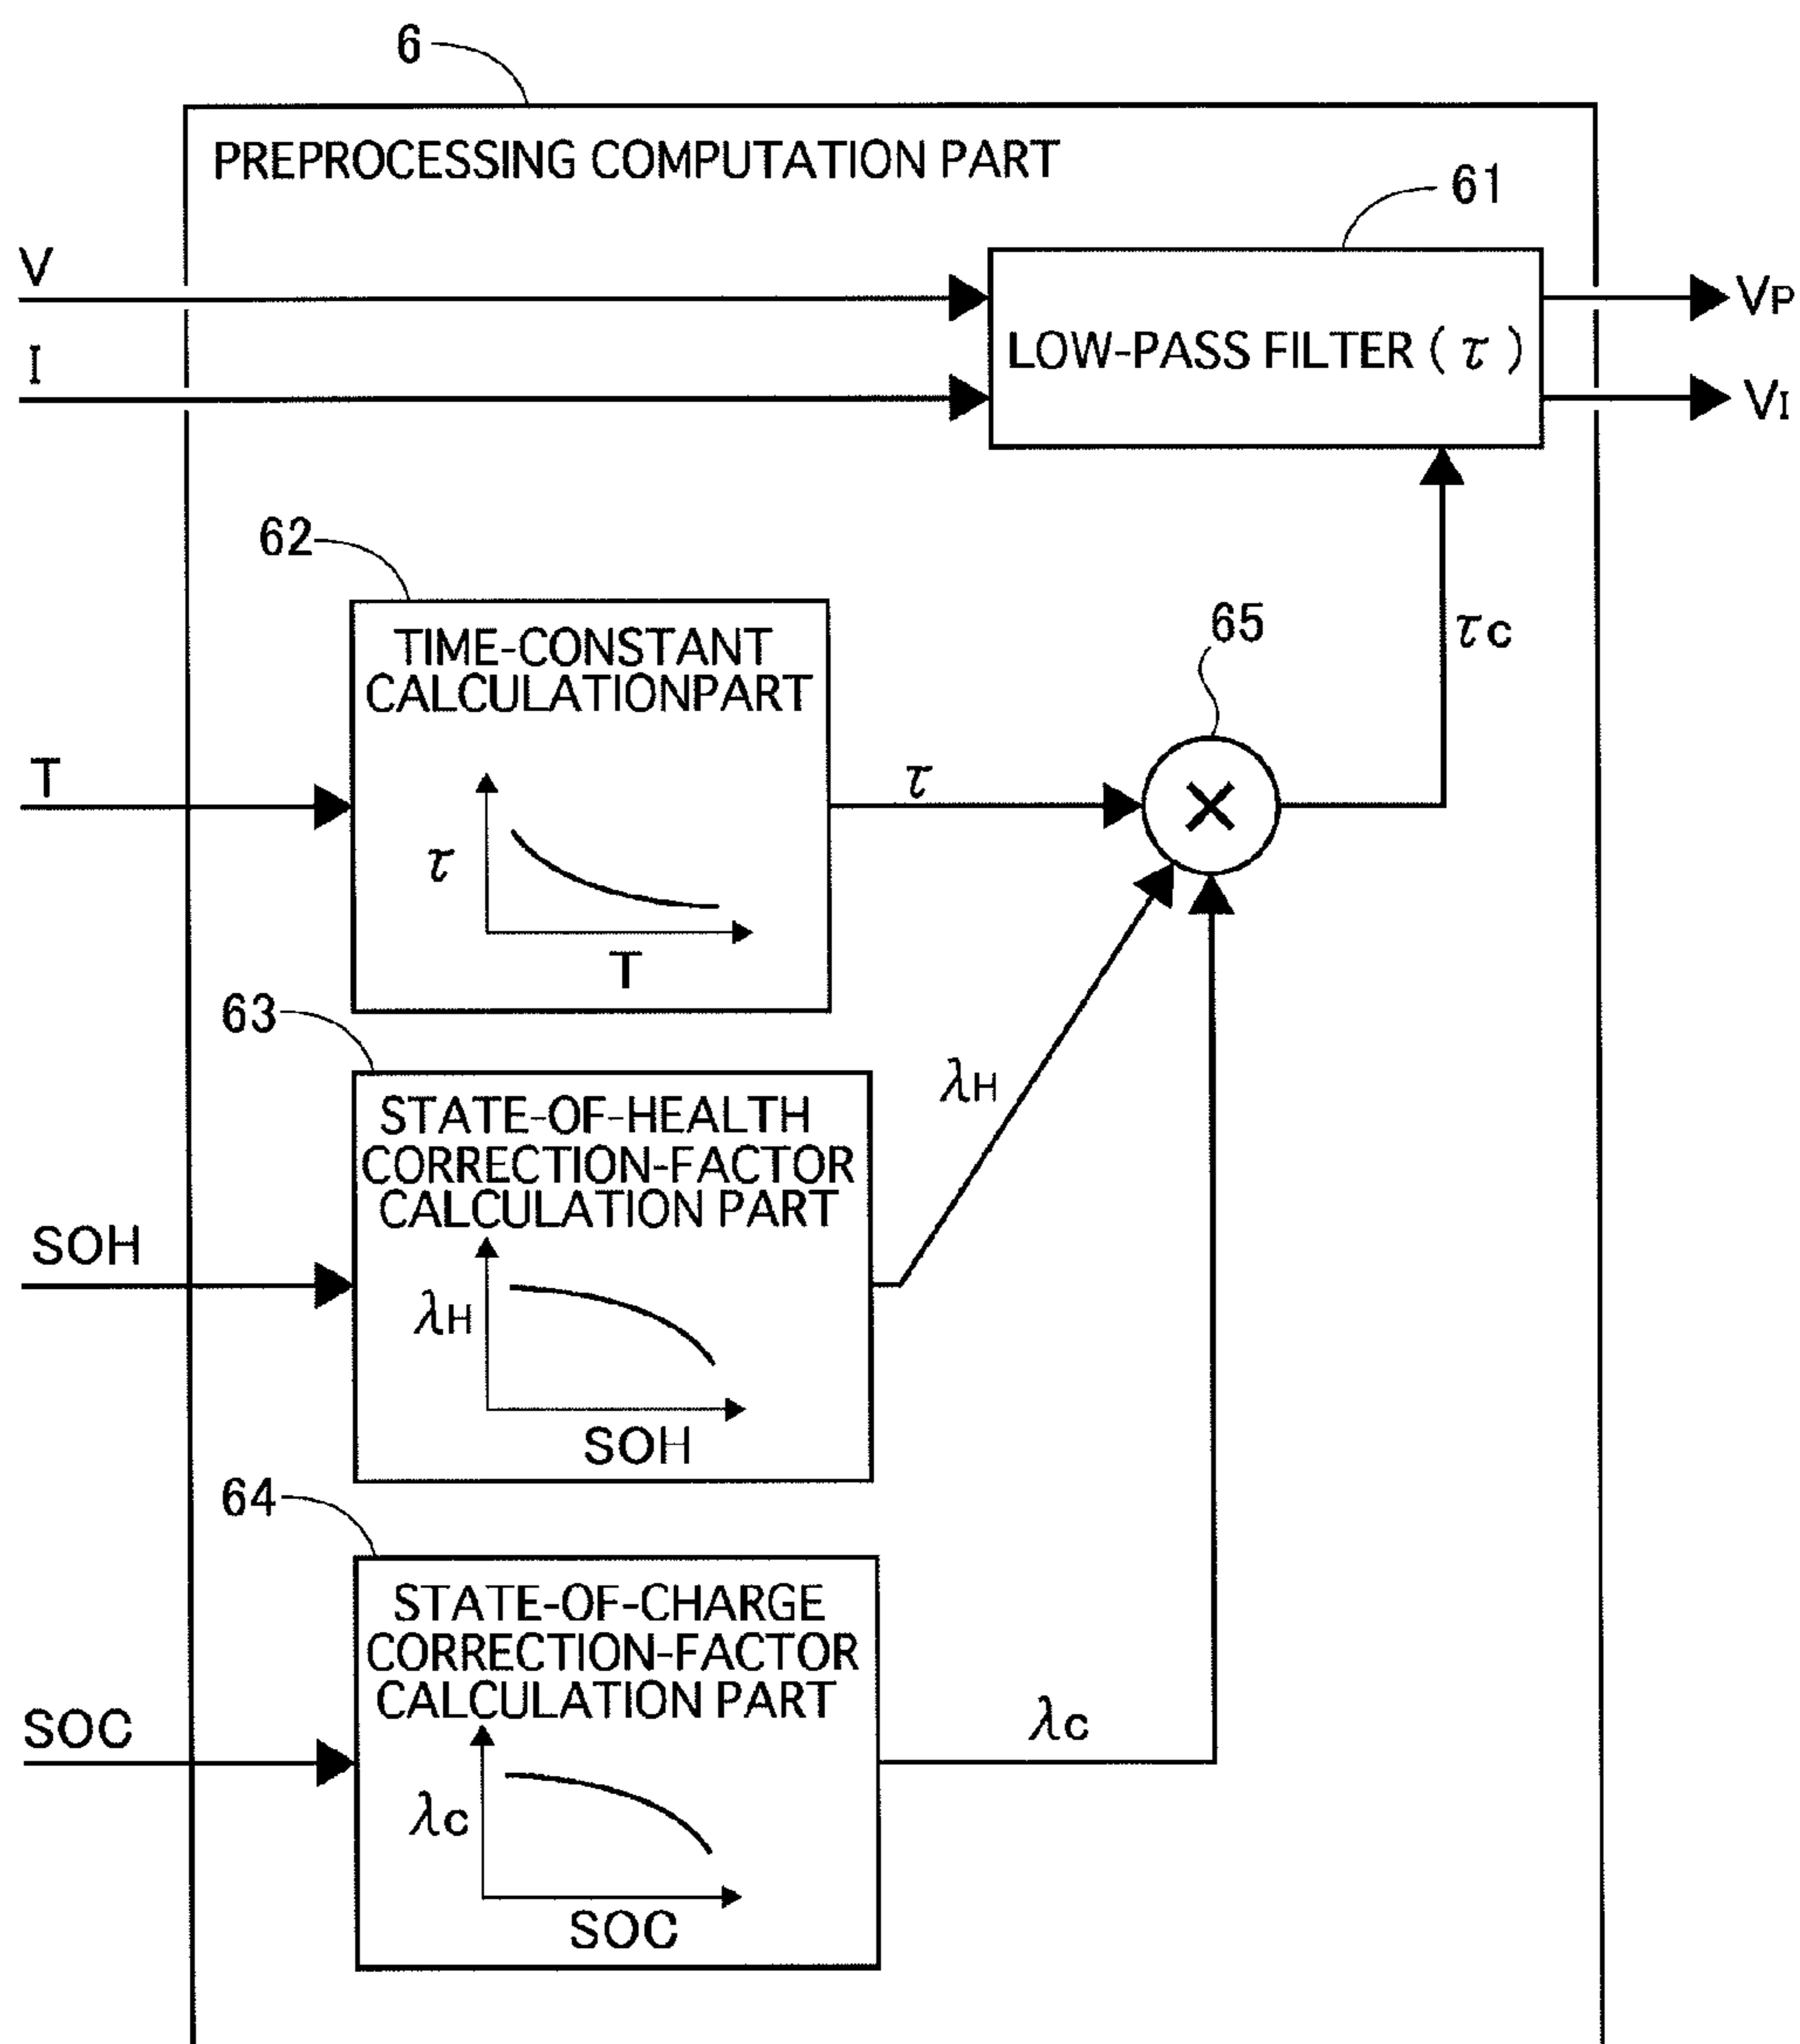 6
PREPROCESSING COMPUTATION PART
61
V
I
LOW-PASS FILTER (τ)
VP
VI
62
TIME-CONSTANT
CALCULATIONPART
65
τc
T
τ
τ
T
63
STATE-OF-HEALTH
CORRECTION-FACTOR
CALCULATION PART
λH
SOH
λH
SOH
64
STATE-OF-CHARGE
CORRECTION-FACTOR
CALCULATION PART
SOC
λc
λc
SOC